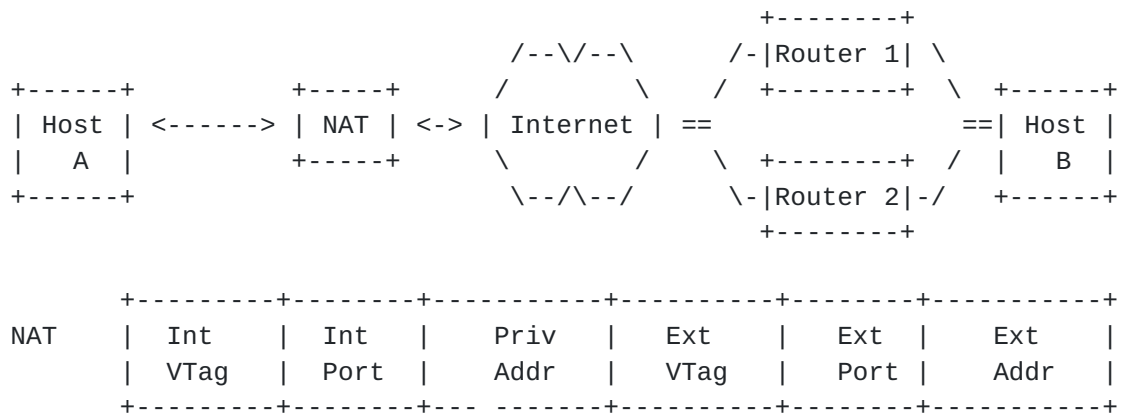 Router 1
Host NAT Internet Host
A B
Router 2
NAT Int Int Priv Ext Ext Ext
VTag Port Addr VTag Port Addr